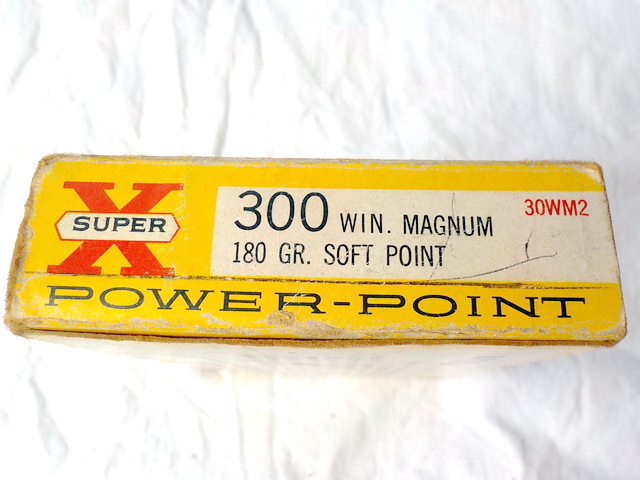 X
SUPER
300 WIN. MAGNUM
30WM2
180 GR. SOFT POINT
POWER-POINT